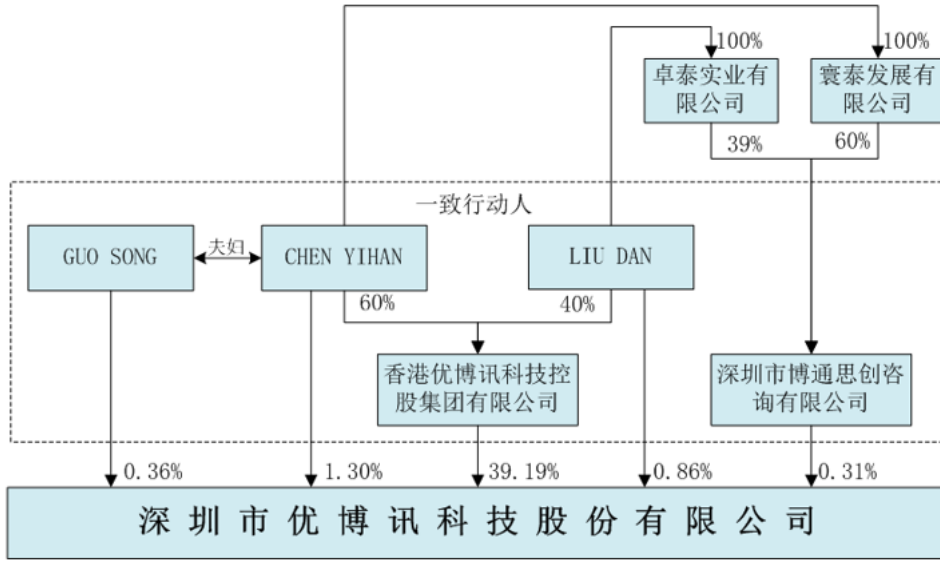 100%
100%
卓泰实业有
限公司
寰泰发展有
限公司
39%
60%
一致行动人
GUO SONG
夫妇
CHEN YIHAN
LIU DAN
60%
40%
香港优博讯科技控
股集团有限公司
深圳市博通思创咨
询有限公司
0.36%
1.30%
39.19%
0.86%
0.31%
深圳市优博讯科技股份有限公司